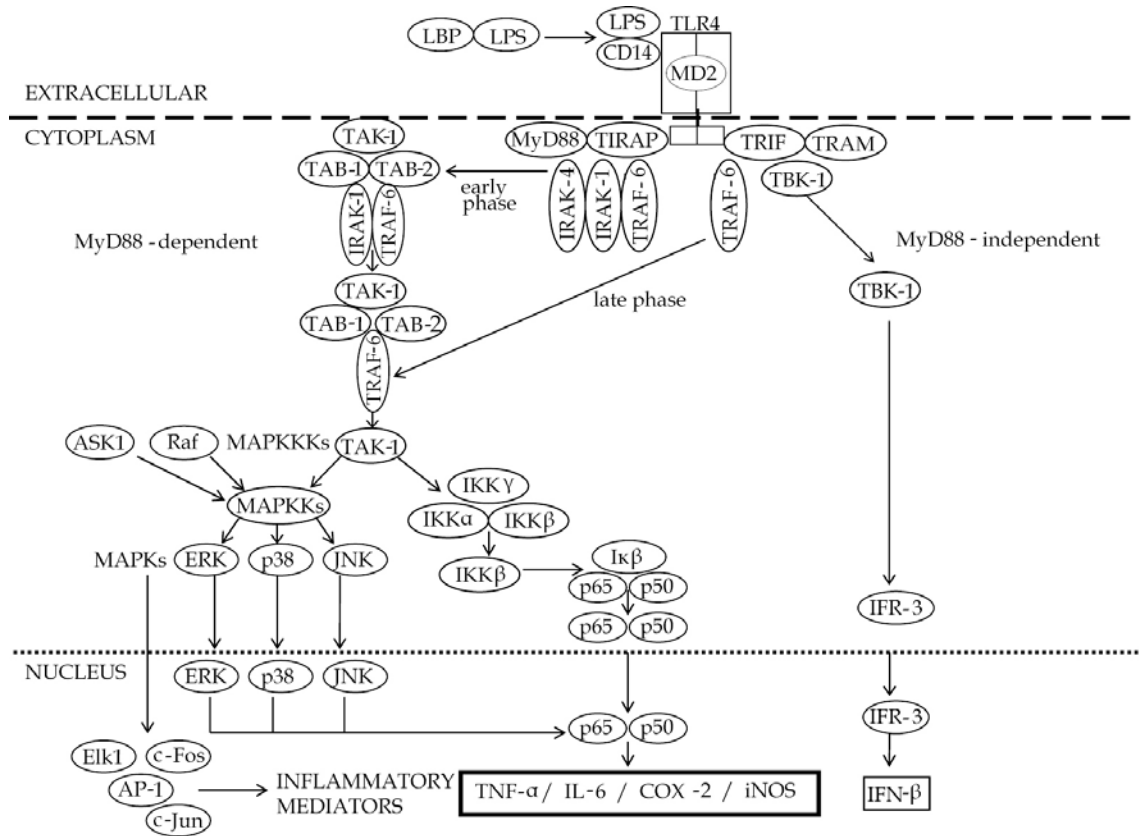 LBP LPS LPS TLR4
CD14
MD2
EXTRACELLULAR
CYTOPLASM
TAK-1
MyD88 TIRAP TRIF TRAM
TAB-1 TAB-2
TBK-1
early
phase
IRAK-1 TRAF-6
IRAK-4 IRAK-1 TRAF-6
TRAF-6
MyD88 - dependent
MyD88 - independent
TAK-1
TBK-1
late phase
TAB-1 TAB-2
TRAF-6
ASK1 Raf MAPKKKs TAK-1
IKKγ
MAPKKs
IKKα IKKβ
MAPKs ERK p38 JNK
IKKβ
Iκβ
p65 p50
IFR-3
p65 p50
NUCLEUS
ERK p38 JNK
IFR-3
p65 p50
Elk1 c-Fos
AP-1
c-Jun
INFLAMMATORY
MEDIATORS
TNF-α / IL-6 / COX -2 / iNOS
IFN-β